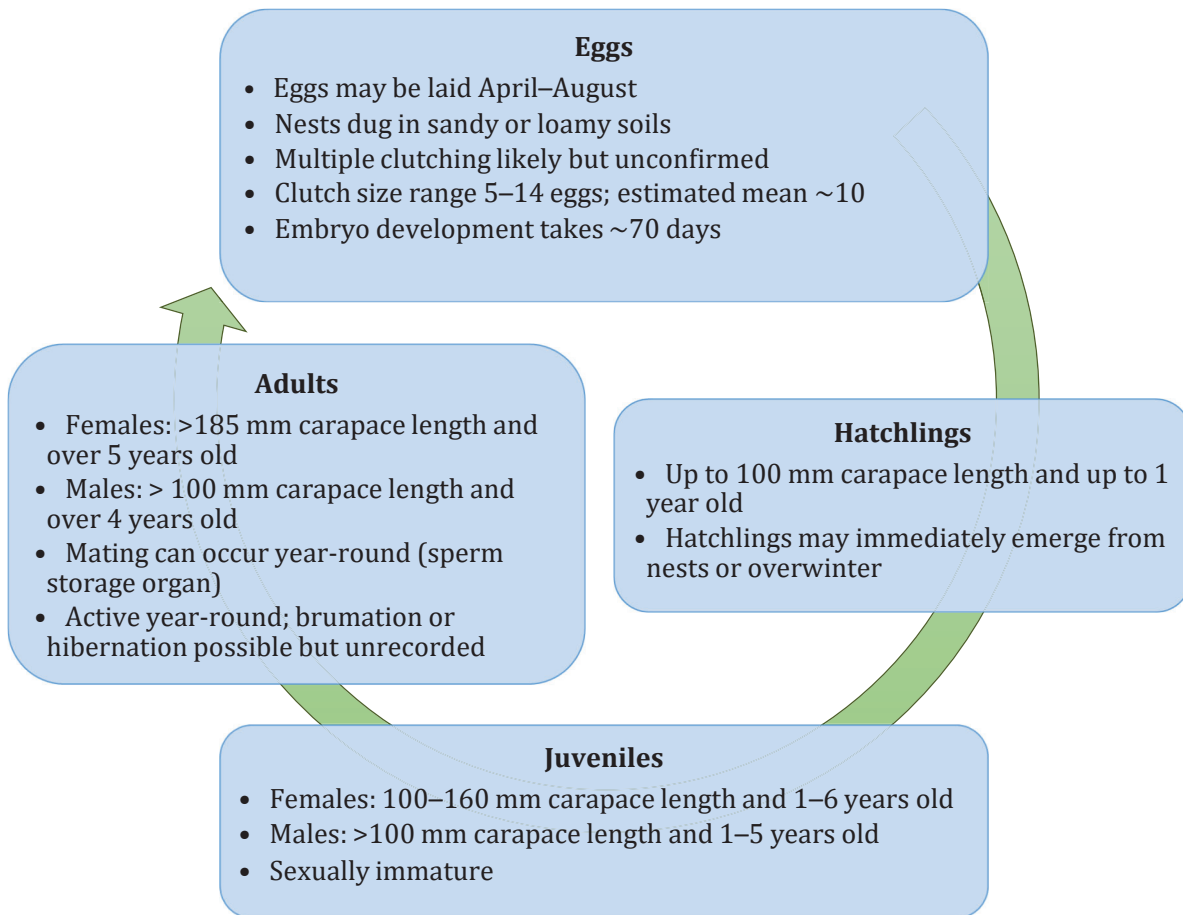 Eggs
• Eggs may be laid April–August
• Nests dug in sandy or loamy soils
• Multiple clutching likely but unconfirmed
• Clutch size range 5–14 eggs; estimated mean ~10
• Embryo development takes ~70 days
Hatchlings
• Up to 100 mm carapace length and up to 1
year old
• Hatchlings may immediately emerge from
nests or overwinter
Juveniles
• Females: 100–160 mm carapace length and 1–6 years old
• Males: >100 mm carapace length and 1–5 years old
• Sexually immature
Adults
• Females: >185 mm carapace length and
over 5 years old
• Males: > 100 mm carapace length and
over 4 years old
• Mating can occur year-round (sperm
storage organ)
• Active year-round; brumation or
hibernation possible but unrecorded